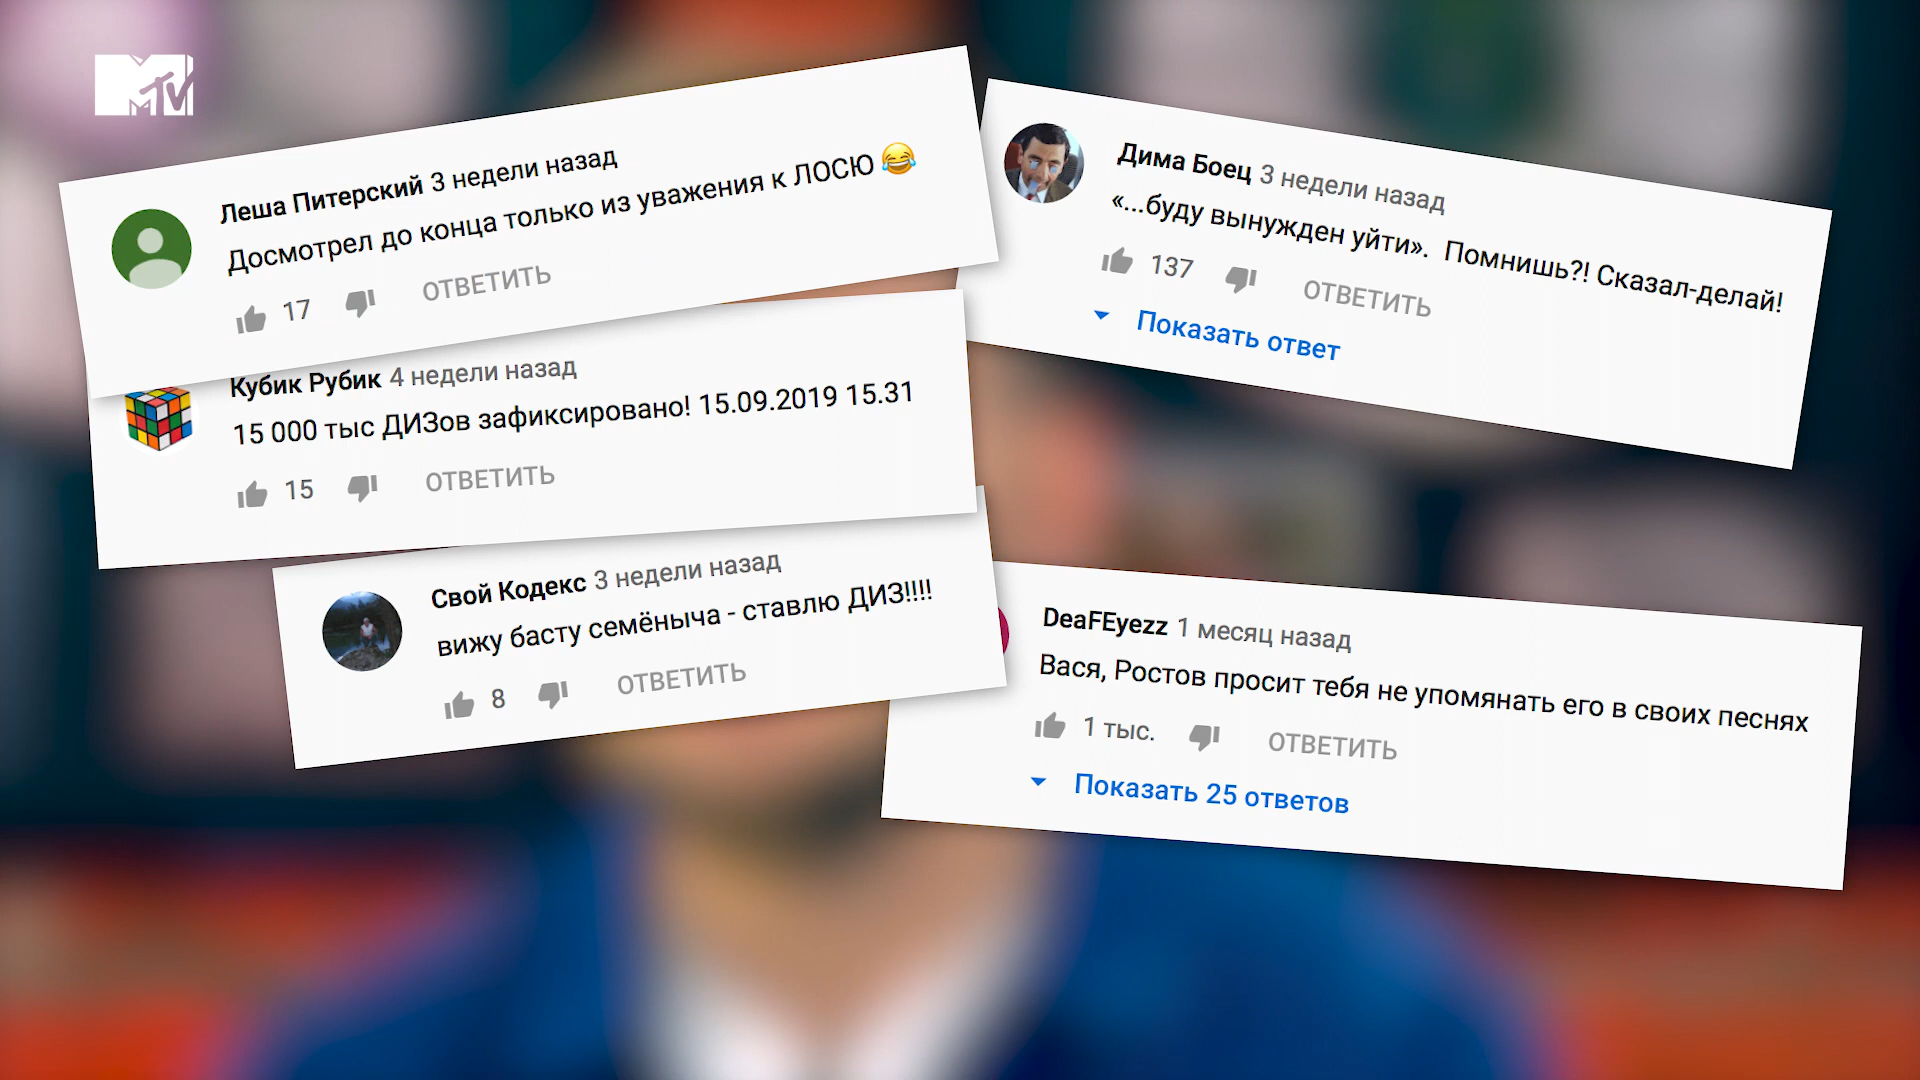 MTV
Леша Питерский 3 недели назад
Досмотрел до конца только из уважения к ЛОСЮ 😂
17 ОТВЕТИТЬ
Кубик Рубик 4 недели назад
15 000 тыс ДИЗов зафиксировано! 15.09.2019 15.31
15 ОТВЕТИТЬ
Свой Кодекс 3 недели назад
вижу басту семёныча - ставлю ДИЗ!!!!
8 ОТВЕТИТЬ
Дима Боец 3 недели назад
«...буду вынужден уйти». Помнишь?! Сказал-делай!
137 ОТВЕТИТЬ
Показать ответ
DeaFEyezz 1 месяц назад
Вася, Ростов просит тебя не упомянать его в своих песнях
1 тыс. ОТВЕТИТЬ
Показать 25 ответов